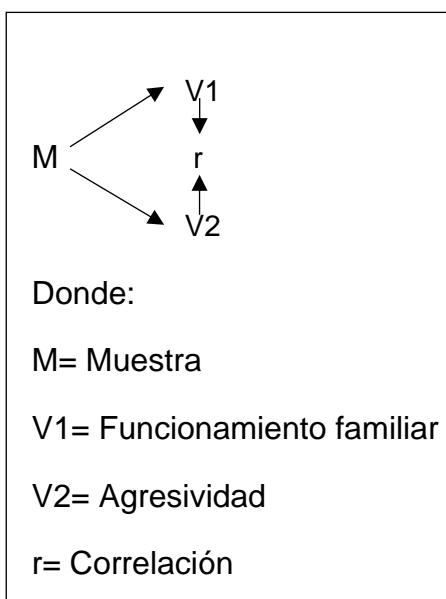 V1
M
r
V2
Donde:
M= Muestra
V1= Funcionamiento familiar
V2= Agresividad
r= Correlación